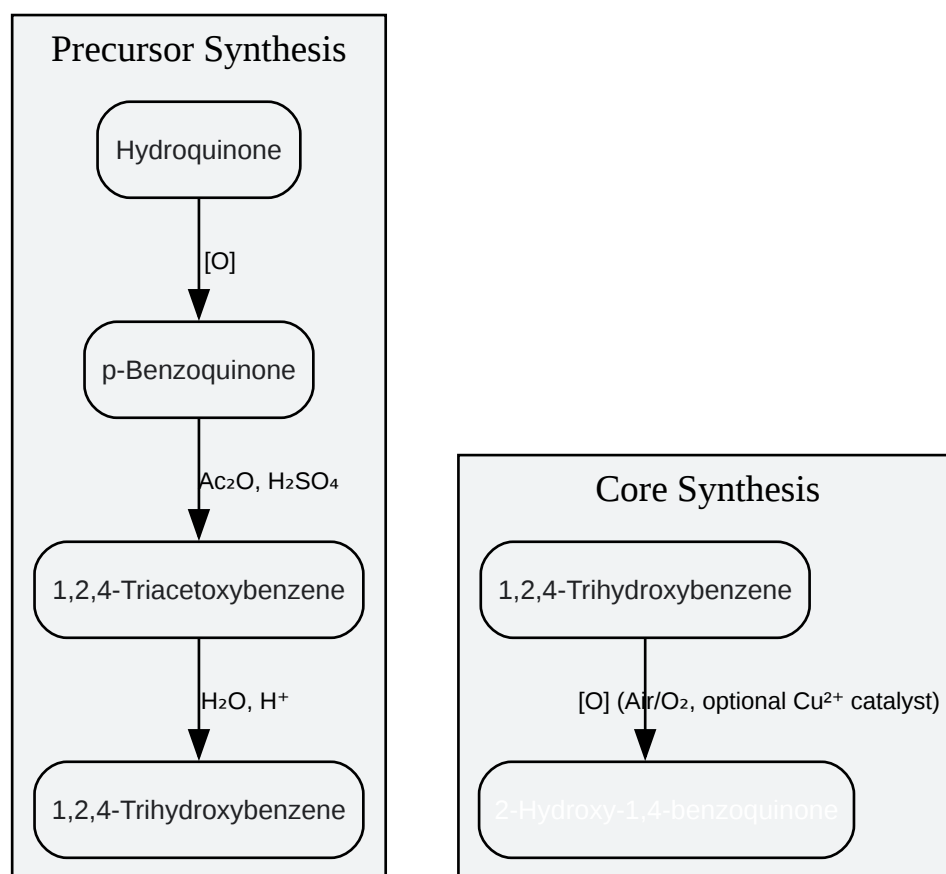 Precursor Synthesis
Hydroquinone
[O]
p-Benzoquinone
Ac₂O, H₂SO₄
1,2,4-Triacetoxybenzene
H₂O, H⁺
1,2,4-Trihydroxybenzene
Core Synthesis
1,2,4-Trihydroxybenzene
[O] (Air/O₂, optional Cu²⁺ catalyst)
2-Hydroxy-1,4-benzoquinone